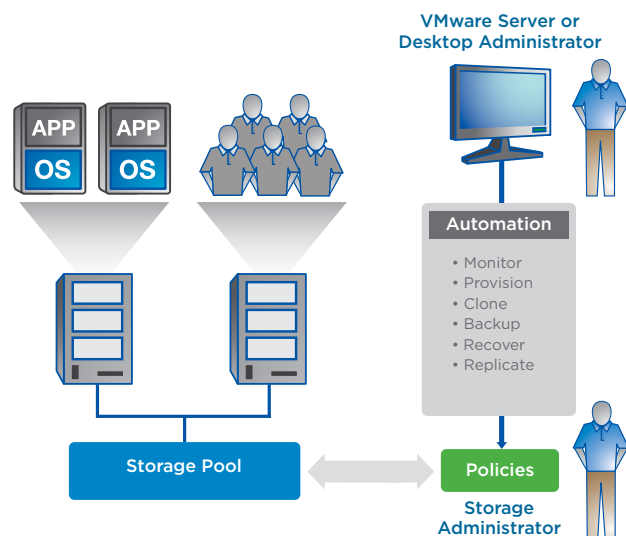 VMware Server or
Desktop Administrator
APP
OS
APP
OS
Automation
• Monitor
• Provision
• Clone
• Backup
• Recover
• Replicate
Storage Pool
Policies
Storage
Administrator